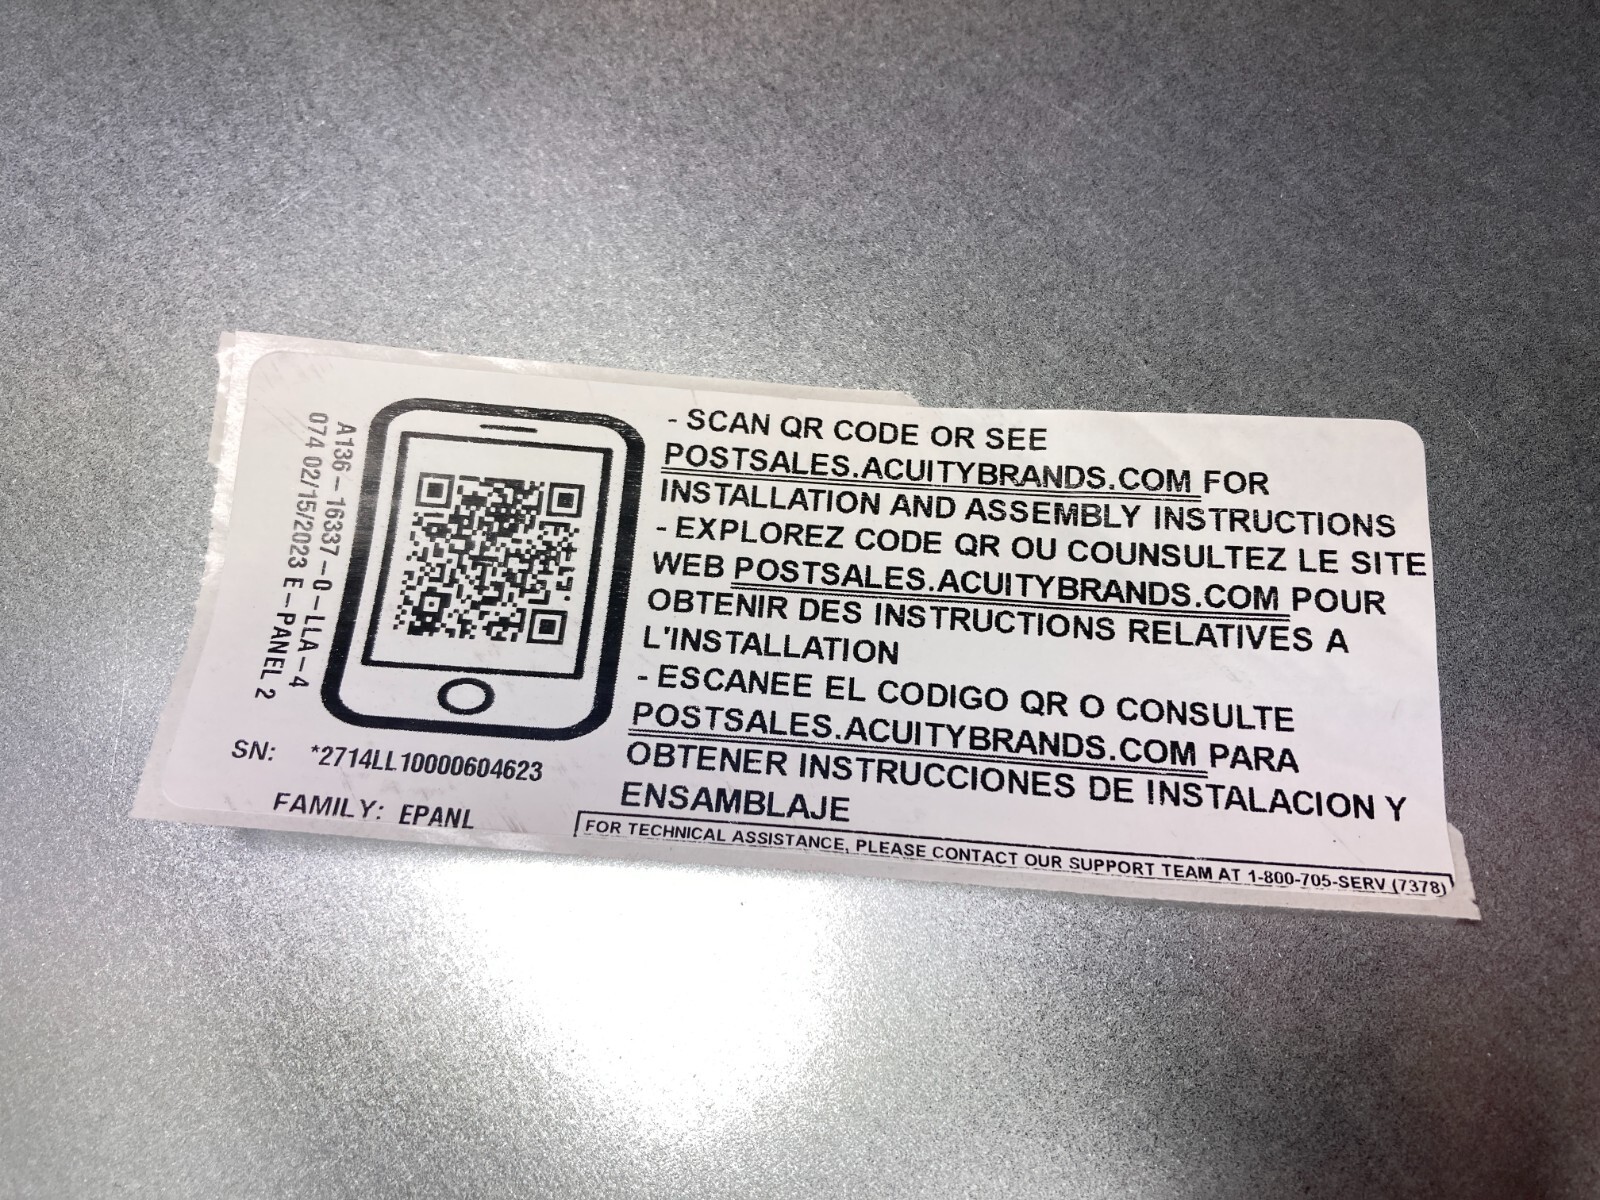 A136-16337-0-LLA-4
074 02/15/2023 E-PANEL 2
SN: *2714LL10000604623
FAMILY: EPANL
- SCAN QR CODE OR SEE
POSTSALES.ACUITYBRANDS.COM FOR
INSTALLATION AND ASSEMBLY INSTRUCTIONS
- EXPLOREZ CODE QR OU COUNSULTEZ LE SITE
WEB POSTSALES.ACUITYBRANDS.COM POUR
OBTENIR DES INSTRUCTIONS RELATIVES A
L'INSTALLATION
- ESCANEE EL CODIGO QR O CONSULTE
POSTSALES.ACUITYBRANDS.COM PARA
OBTENER INSTRUCCIONES DE INSTALACION Y
ENSAMBLAJE
FOR TECHNICAL ASSISTANCE, PLEASE CONTACT OUR SUPPORT TEAM AT 1-800-705-SERV (7378)